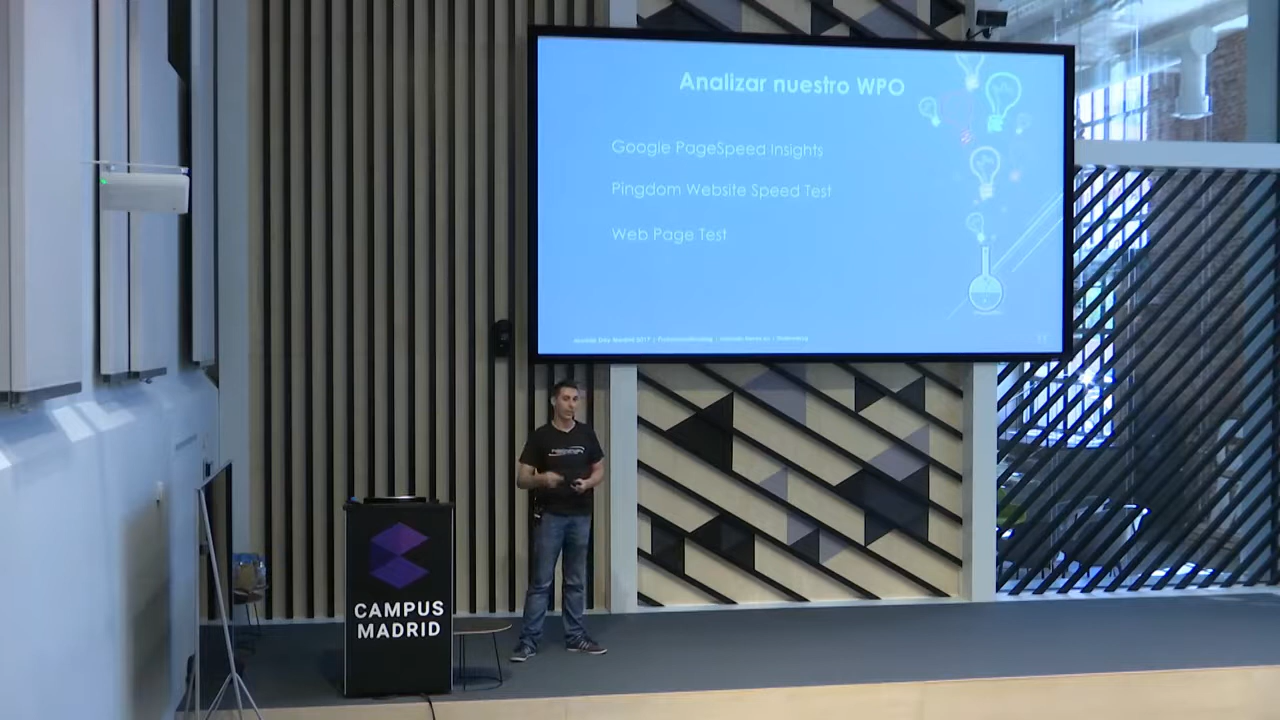 Analizar nuestro WPO
Google PageSpeed Insights
Pingdom Website Speed Test
Web Page Test
CAMPUS
MADRID